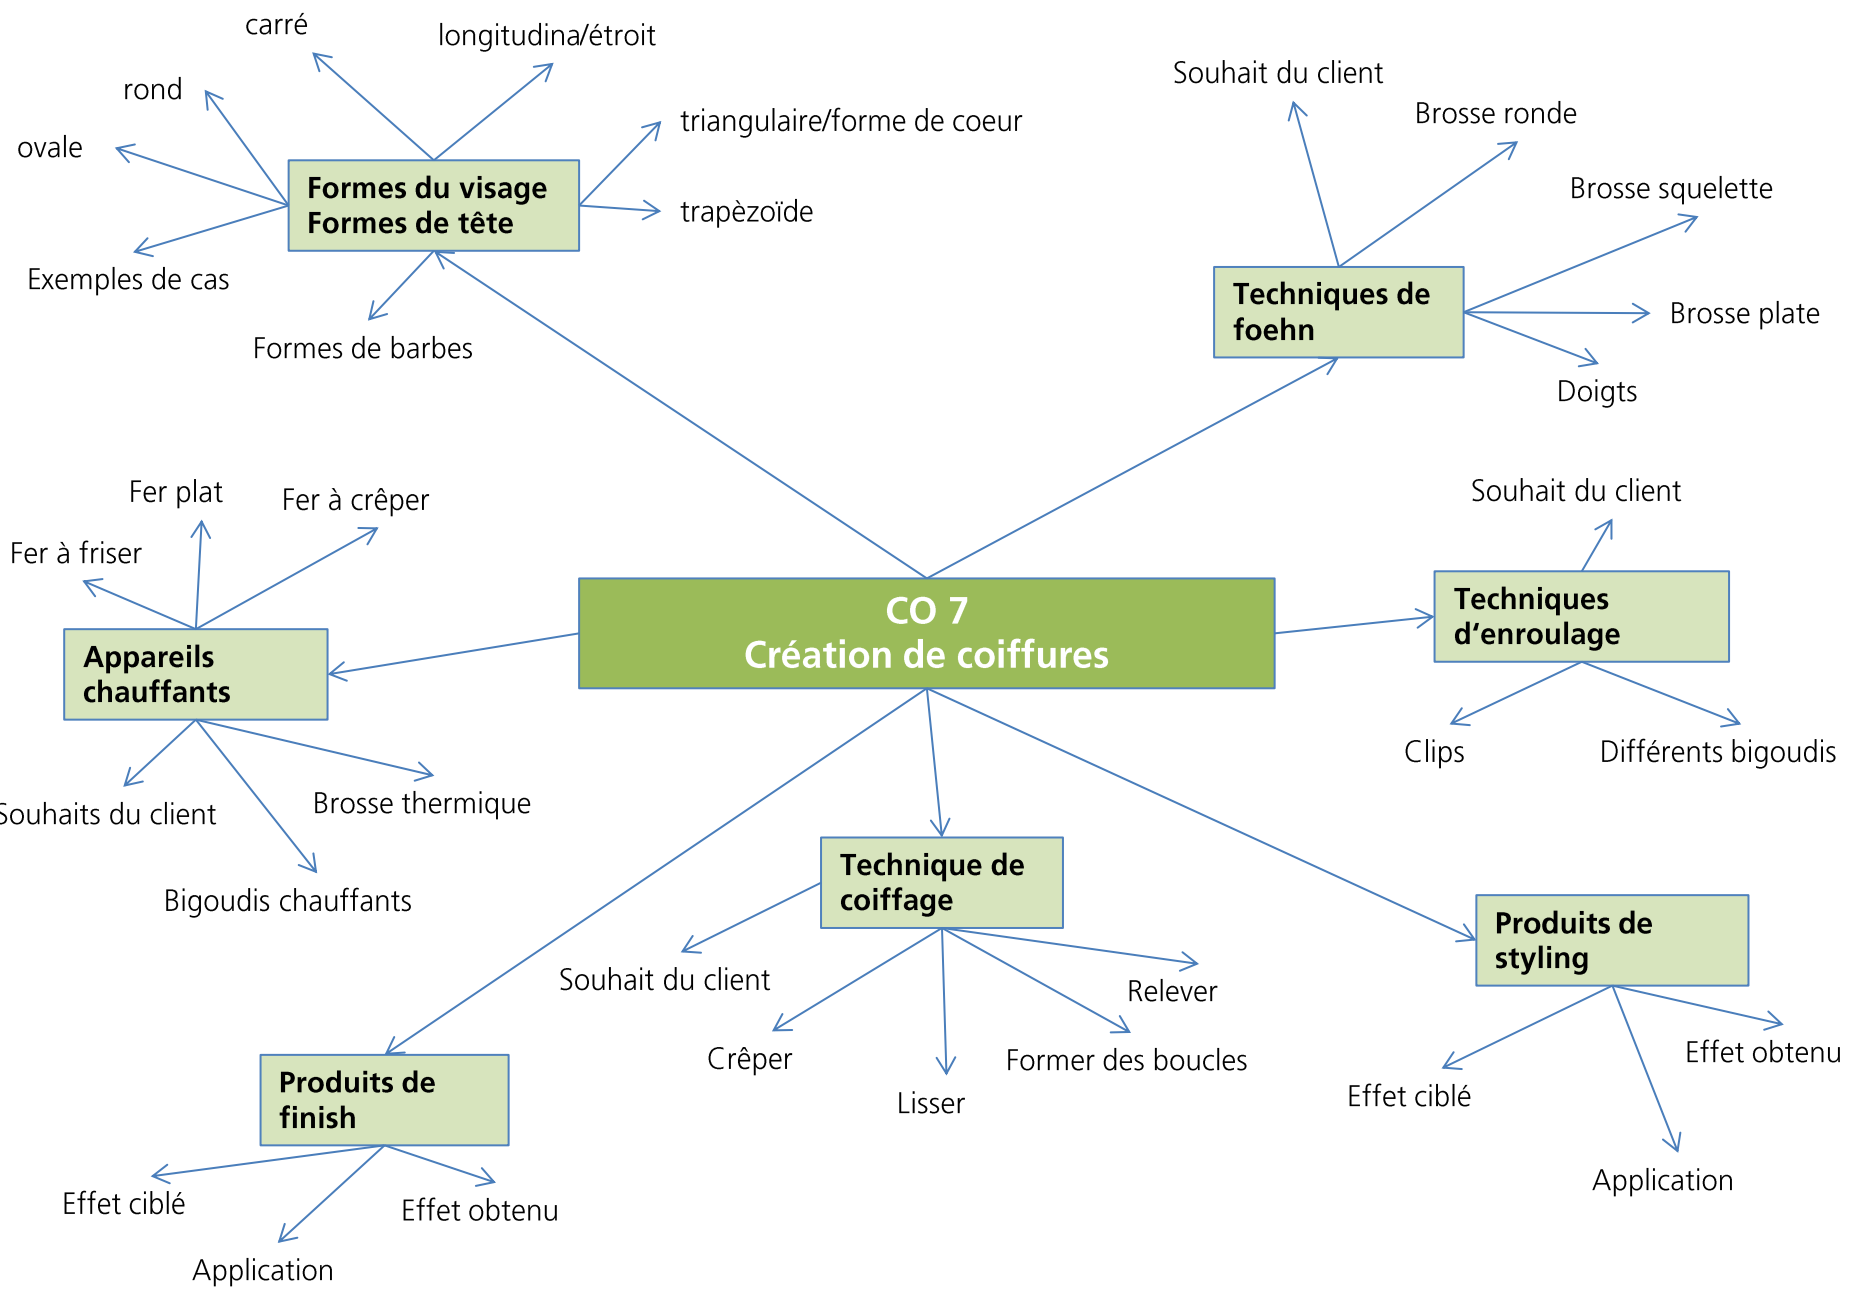 carré
longitudina/étroit
rond
ovale
triangulaire/forme de coeur
Formes du visage
Formes de tête
trapèzoïde
Exemples de cas
Formes de barbes
Souhait du client
Brosse ronde
Brosse squelette
Techniques de
foehn
Brosse plate
Doigts
Fer plat
Fer à crêper
Fer à friser
Appareils
chauffants
Souhaits du client
Brosse thermique
Bigoudis chauffants
CO 7
Création de coiffures
Souhait du client
Techniques
d‘enroulage
Clips
Différents bigoudis
Technique de
coiffage
Souhait du client
Relever
Crêper
Former des boucles
Lisser
Produits de
styling
Effet obtenu
Effet ciblé
Application
Produits de
finish
Effet ciblé
Effet obtenu
Application